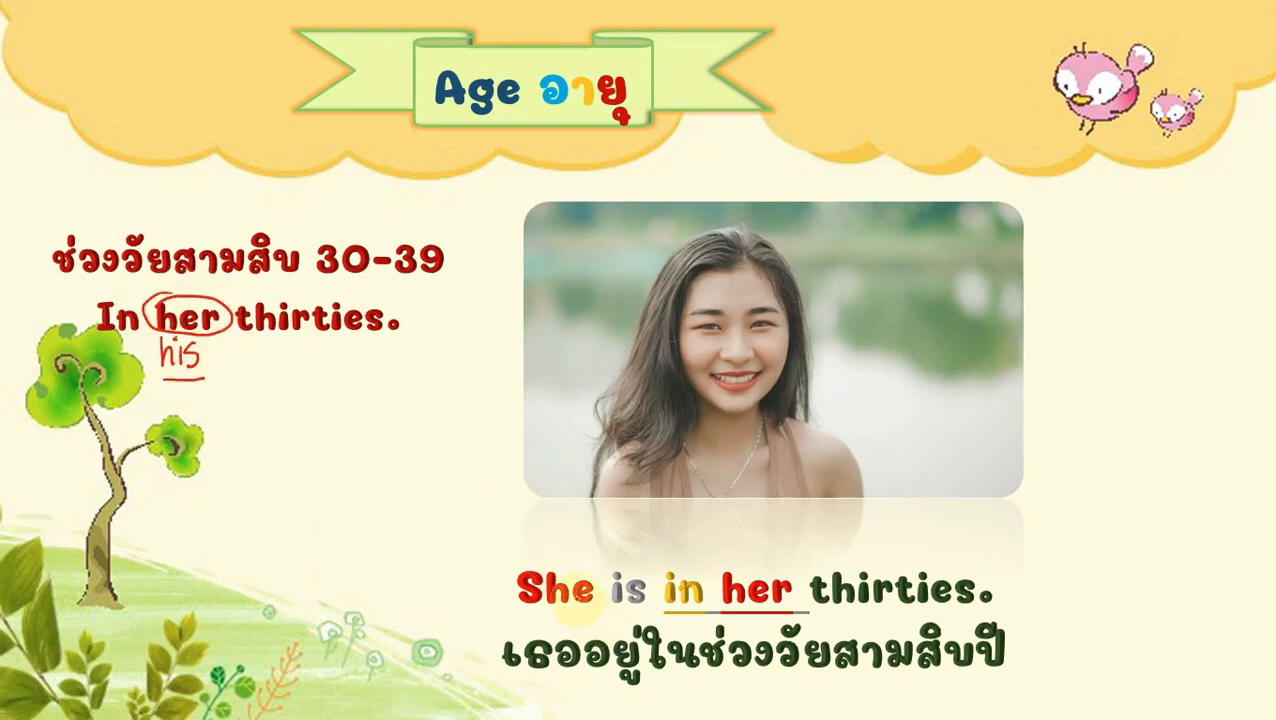 Age อายุ
ช่วงวัยสามสิบ 30-39
In her thirties.
his
She is in her thirties.
เธออยู่ในช่วงวัยสามสิบปี